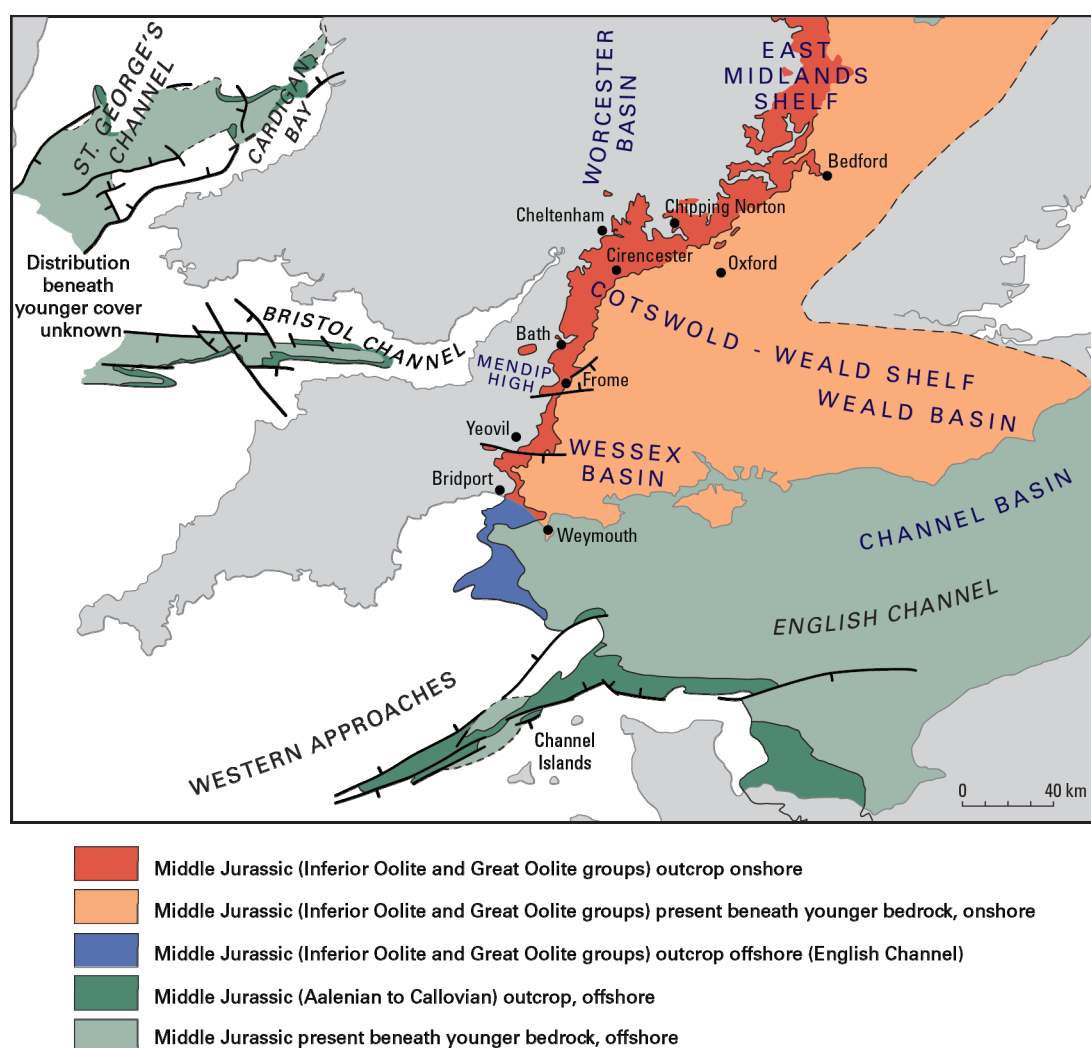 ST. GEORGE'S
CHANNEL
CARDIGAN
BAY
WORCESTER
BASIN
EAST
MIDLANDS
SHELF
Bedford
Cheltenham
Chipping Norton
Cirencester
Oxford
Distribution
beneath
younger cover
unknown
BRISTOL CHANNEL
COTSWOLD - WEALD SHELF
Bath
MENDIP
HIGH
Frome
WEALD BASIN
Yeovil
WESSEX
BASIN
Bridport
Weymouth
CHANNEL BASIN
ENGLISH CHANNEL
WESTERN APPROACHES
Channel
Islands
0 40 km
Middle Jurassic (Inferior Oolite and Great Oolite groups) outcrop onshore
Middle Jurassic (Inferior Oolite and Great Oolite groups) present beneath younger bedrock, onshore
Middle Jurassic (Inferior Oolite and Great Oolite groups) outcrop offshore (English Channel)
Middle Jurassic (Aalenian to Callovian) outcrop, offshore
Middle Jurassic present beneath younger bedrock, offshore